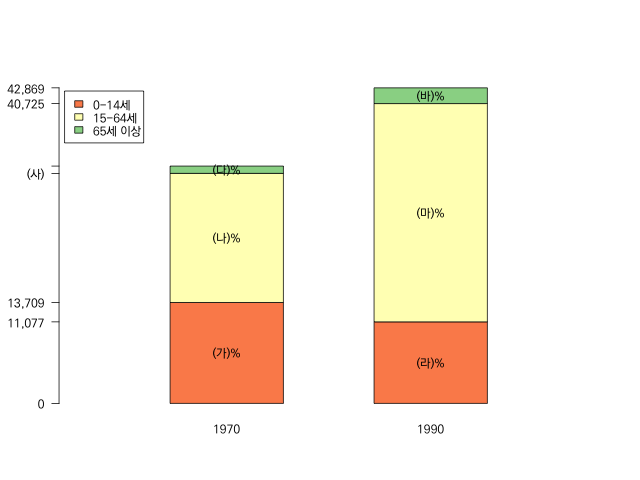 42,869
40,725
(사)
13,709
11,077
0
0-14세
15-64세
65세 이상
(다)%
(나)%
(가)%
(바)%
(마)%
(라)%
1970
1990